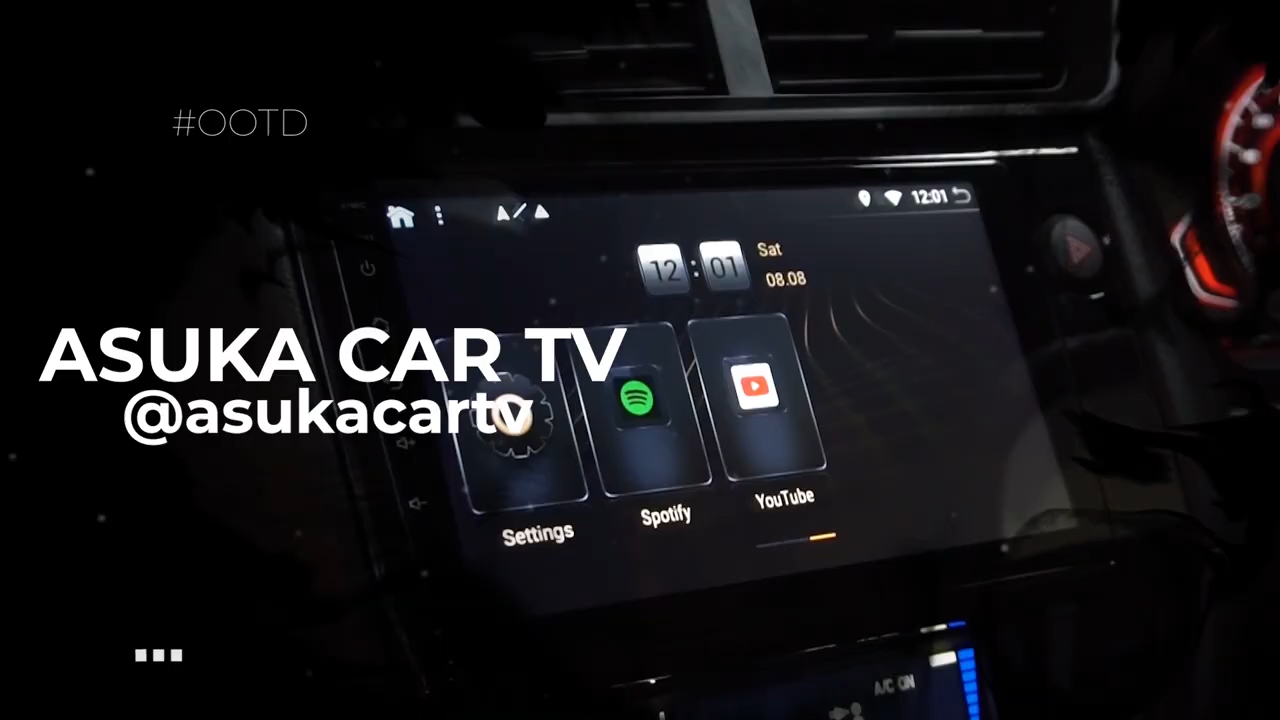 #OOTD
12:01
12:01
Sat
08.08
ASUKA CAR TV
@asukacartv
Settings
Spotify
YouTube
A/C ON